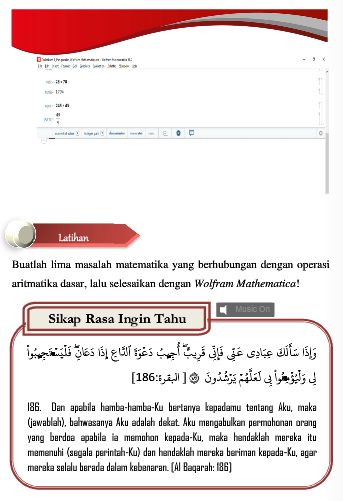 Latihan
Buatlah lima masalah matematika yang berhubungan dengan operasi
aritmatika dasar, lalu selesaikan dengan Wolfram Mathematica!
Music On
Sikap Rasa Ingin Tahu
وَإِذَا سَأَلَكَ عِبَادِى عَنِّى فَإِنِّى قَرِيبٌ ۖ أُجِيبُ دَعْوَةَ ٱلدَّاعِ إِذَا دَعَانِ ۖ فَلْيَسْتَجِيبُوا۟
لِى وَلْيُؤْمِنُوا۟ بِى لَعَلَّهُمْ يَرْشُدُونَ ۝ [البقرة:186]
186. Dan apabila hamba-hamba-Ku bertanya kepadamu tentang Aku, maka
(jawablah), bahwasanya Aku adalah dekat. Aku mengabulkan permohonan orang
yang berdoa apabila ia memohon kepada-Ku, maka hendaklah mereka itu
memenuhi (segala perintah-Ku) dan hendaklah mereka beriman kepada-Ku, agar
mereka selalu berada dalam kebenaran. (Al Baqarah: 186)